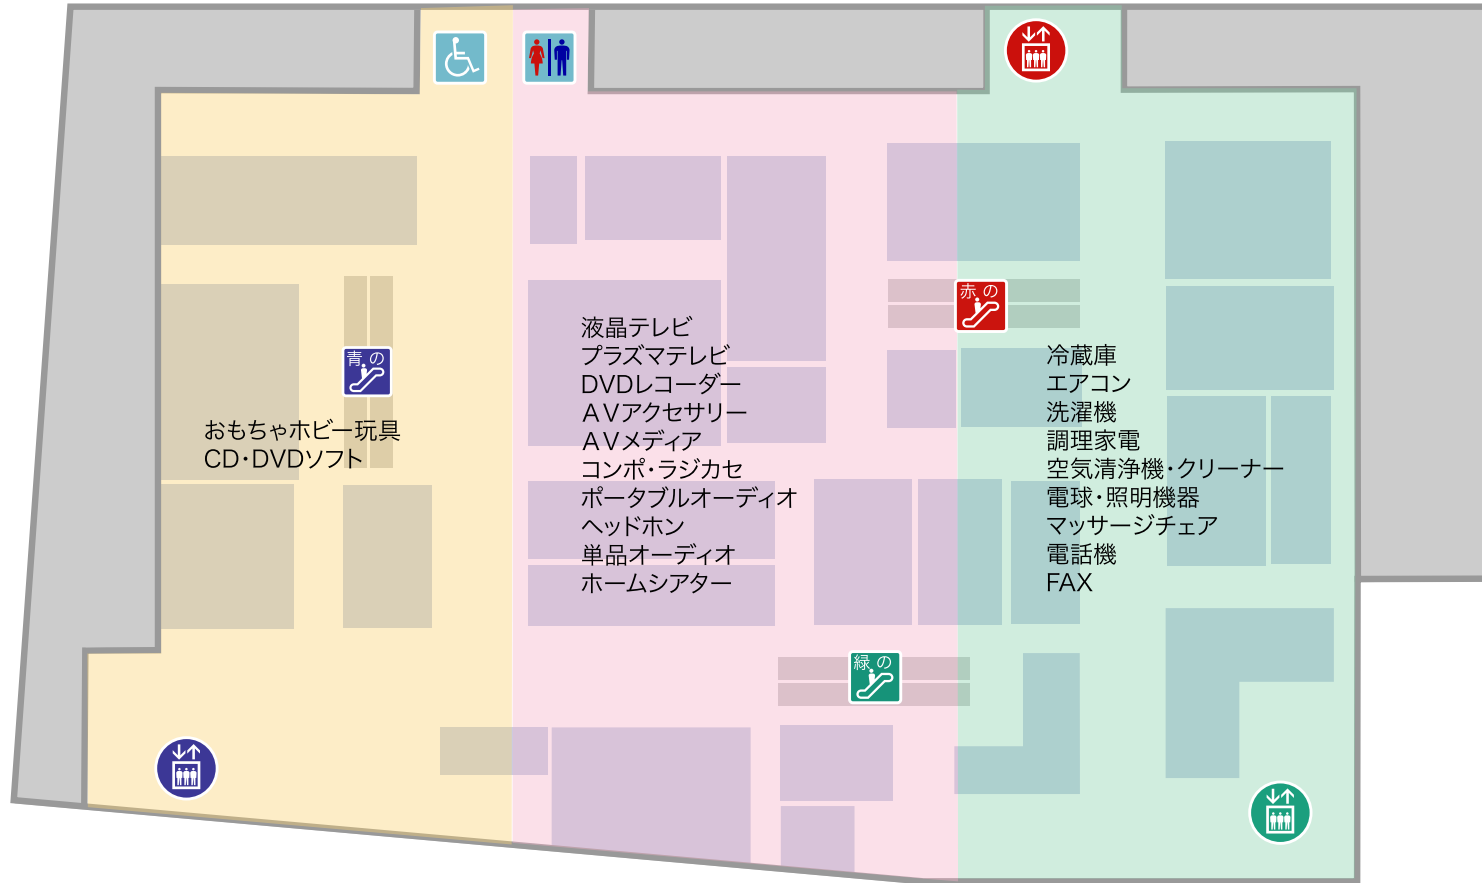 赤の
青の
おもちゃホビー玩具
CD・DVDソフト
液晶テレビ
プラズマテレビ
DVDレコーダー
AVアクセサリー
AVメディア
コンポ・ラジカセ
ポータブルオーディオ
ヘッドホン
単品オーディオ
ホームシアター
冷蔵庫
エアコン
洗濯機
調理家電
空気清浄機・クリーナー
電球・照明機器
マッサージチェア
電話機
FAX
緑の